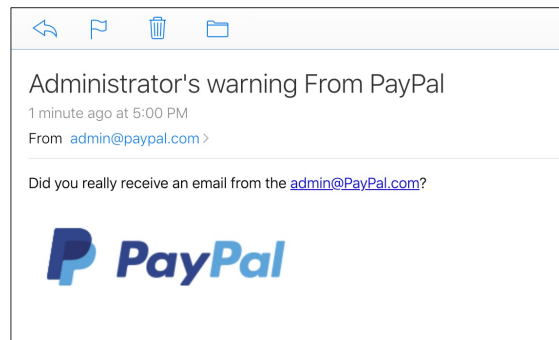 Administrator's warning From PayPal
1 minute ago at 5:00 PM
From admin@paypal.com >
Did you really receive an email from the admin@PayPal.com?
PayPal